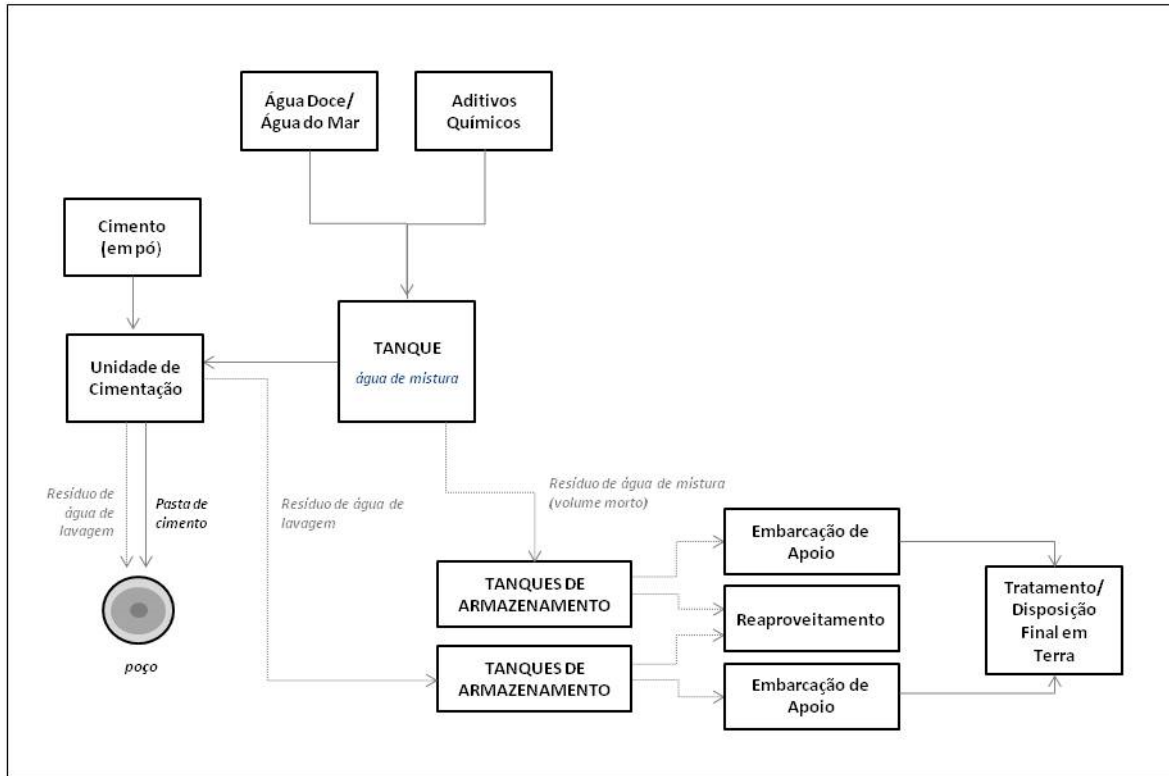 Água Doce/
Água do Mar
Aditivos
Químicos
Cimento
(em pó)
TANQUE
água de mistura
Unidade de
Cimentação
Resíduo de
água de
lavagem
Pasta de
cimento
Resíduo de água de
lavagem
Resíduo de água de mistura
(volume morto)
poço
TANQUES DE
ARMAZENAMENTO
TANQUES DE
ARMAZENAMENTO
Embarcação de
Apoio
Reaproveitamento
Embarcação de
Apoio
Tratamento/
Disposição
Final em
Terra